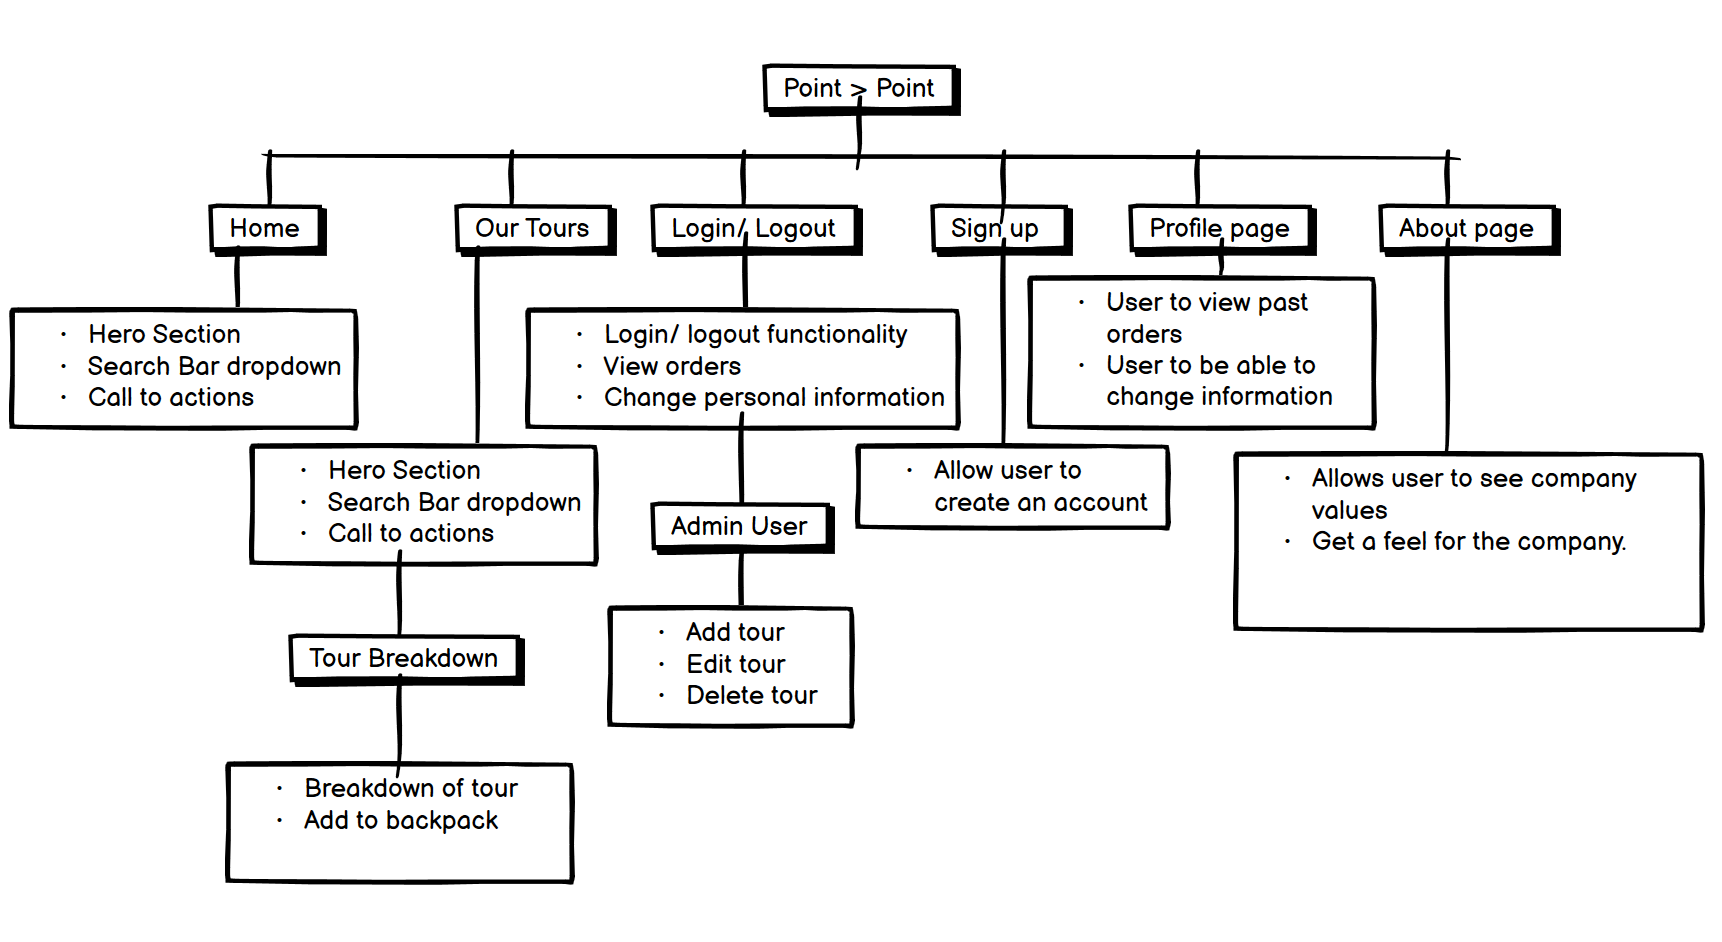 Point > Point
Home
Our Tours
Login/ Logout
Sign up
Profile page
About page
· Hero Section
· Search Bar dropdown
· Call to actions
· Hero Section
· Search Bar dropdown
· Call to actions
Tour Breakdown
· Breakdown of tour
· Add to backpack
· Login/ logout functionality
· View orders
· Change personal information
Admin User
· Add tour
· Edit tour
· Delete tour
· Allow user to
create an account
· User to view past
orders
· User to be able to
change information
· Allows user to see company
values
· Get a feel for the company.